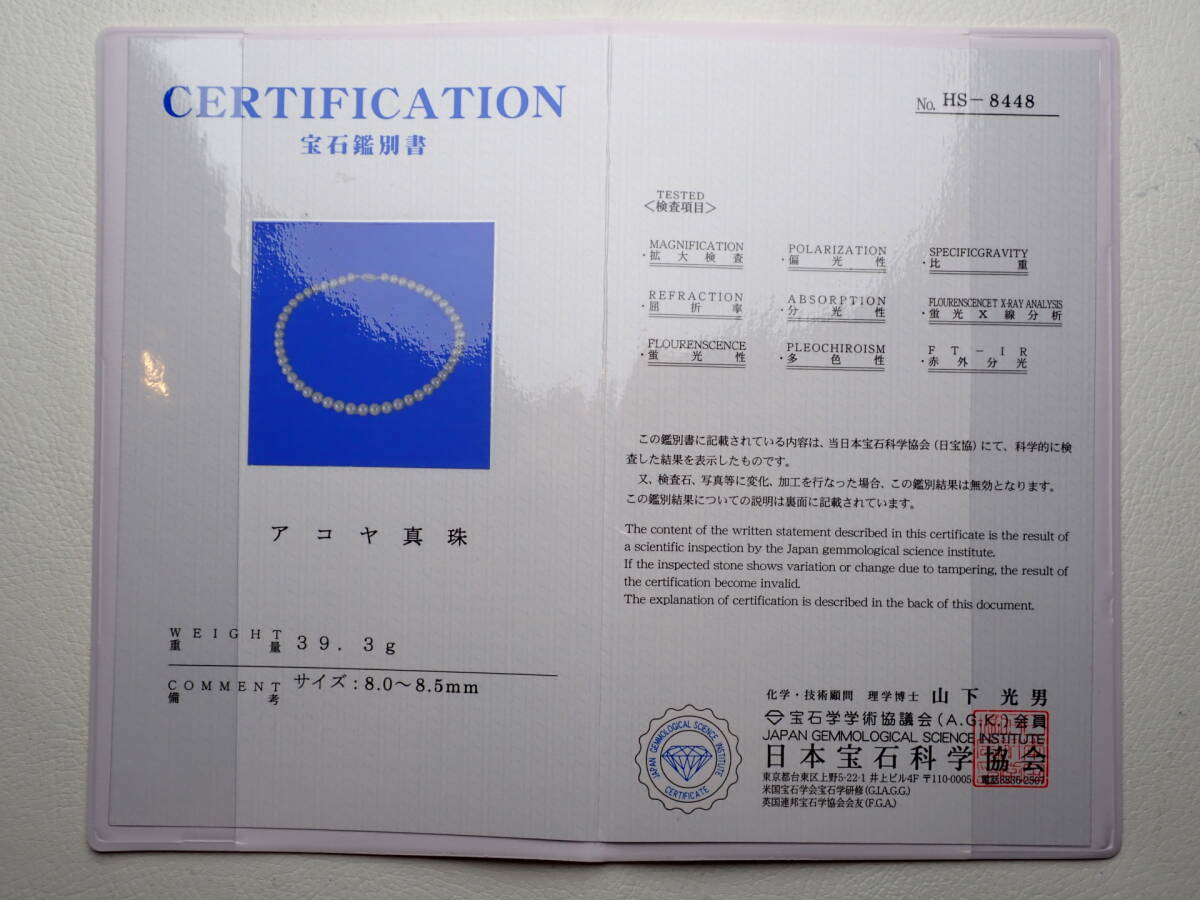 CERTIFICATION
宝石鑑別書
アコヤ真珠
WEIGHT
重量 39.3g
COMMENT
備考 サイズ:8.0～8.5mm
No. HS-8448
TESTED
<検査項目>
MAGNIFICATION
・拡大検査
POLARIZATION
・偏光性
SPECIFICGRAVITY
・比重
REFRACTION
・屈折率
ABSORPTION
・分光性
FLOURENSCENCET X-RAY ANALYSIS
・蛍光X線分析
FLOURENSCENCE
・蛍光性
PLEOCHIROISM
・多色性
FT-IR
・赤外分光
この鑑別書に記載されている内容は、当日本宝石科学協会(日宝協)にて、科学的に検
査した結果を表示したものです。
又、検査石、写真等に変化、加工を行なった場合、この鑑別結果は無効となります。
この鑑別結果についての説明は裏面に記載されています。
The content of the written statement described in this certificate is the result of
a scientific inspection by the Japan gemmological science institute.
If the inspected stone shows variation or change due to tampering, the result of
the certification become invalid.
The explanation of certification is described in the back of this document.
化学・技術顧問 理学博士 山下光男
宝石学学術協議会(A.G.K.)会員
JAPAN GEMMOLOGICAL SCIENCE INSTITUTE
日本宝石科学協会
東京都台東区上野5-22-1 井上ビル4F 〒110-0005 電話3836-2507
米国宝石学会宝石学研修(G.I.A.G.G.)
英国連邦宝石学協会会友(F.G.A.)
JAPAN GEMMOLOGICAL SCIENCE INSTITUTE
CERTIFICATE